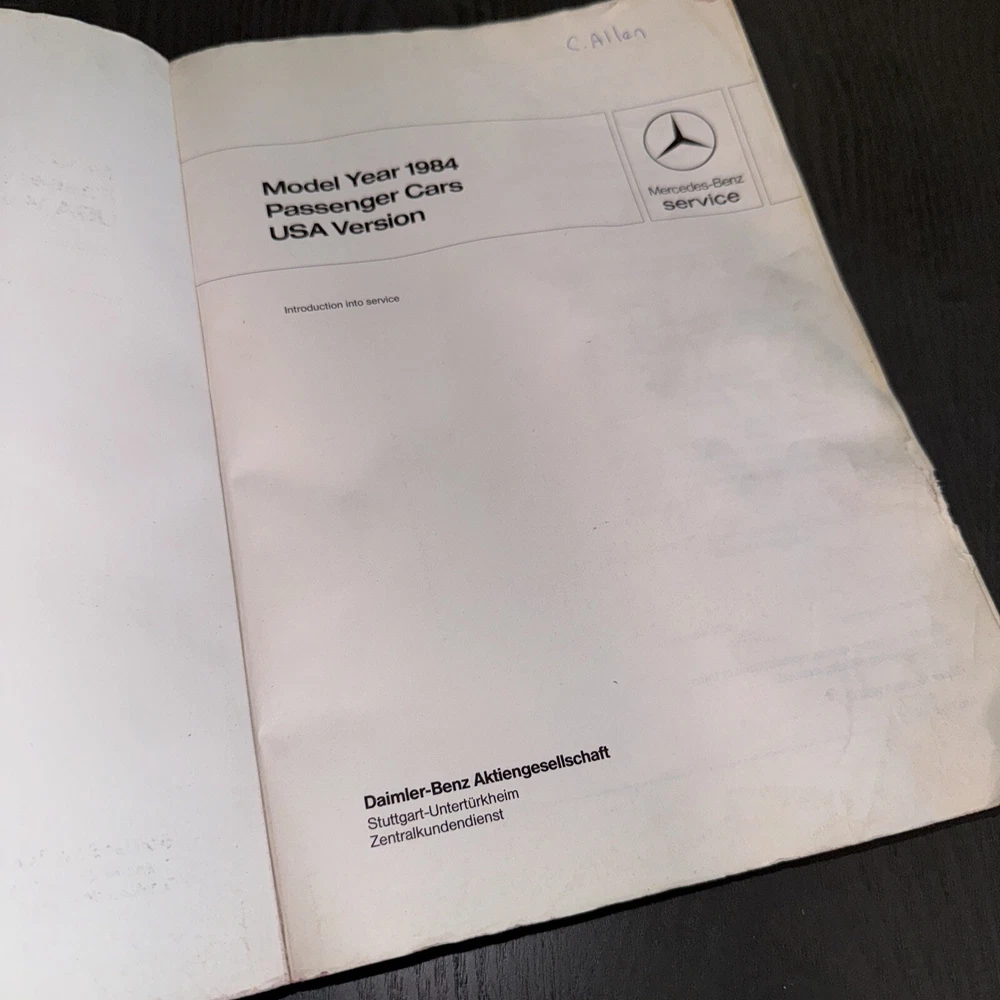 C. Allen
Model Year 1984
Passenger Cars
USA Version
Mercedes-Benz
service
Introduction into service
Daimler-Benz Aktiengesellschaft
Stuttgart-Untertürkheim
Zentralkundendienst